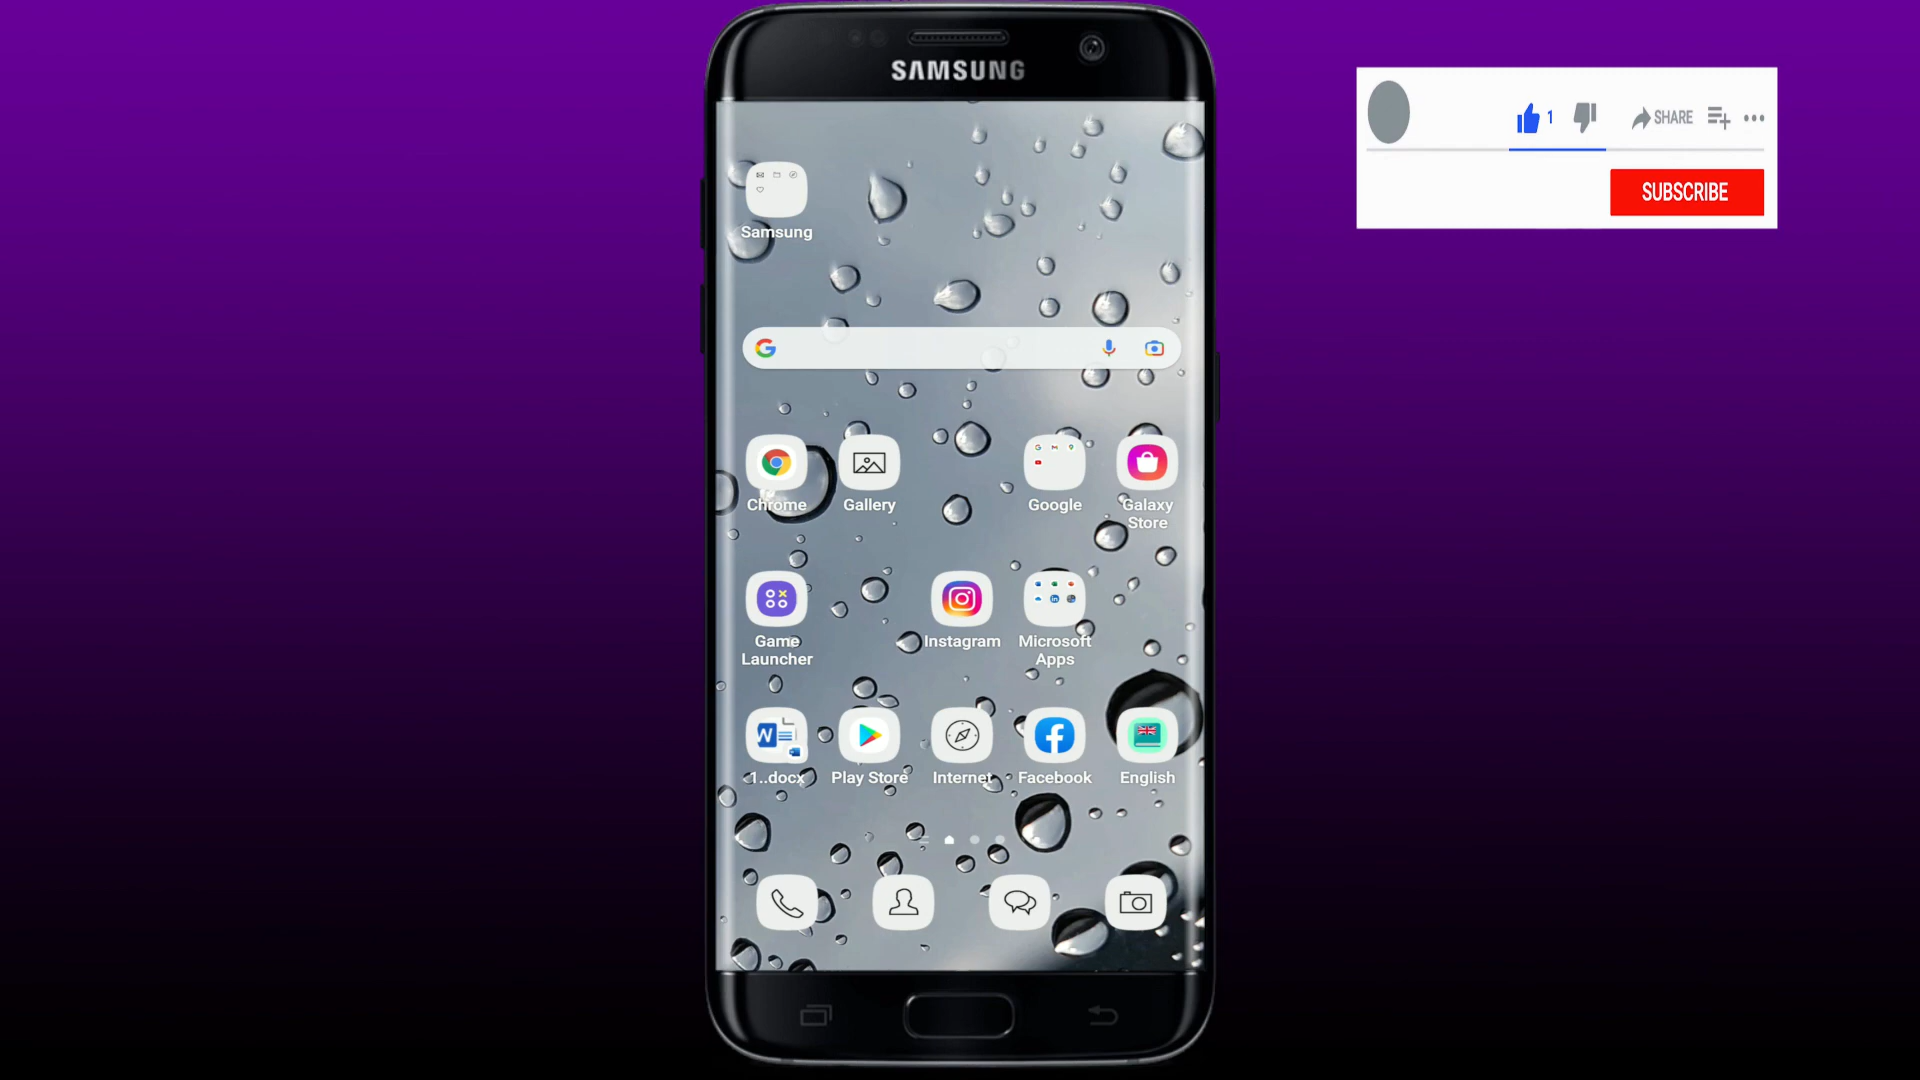 SAMSUNG
1
SHARE
SUBSCRIBE
Samsung
Chrome
Gallery
Google
Galaxy
Store
Game
Launcher
Instagram
Microsoft
Apps
1..docx
Play Store
Internet
Facebook
English